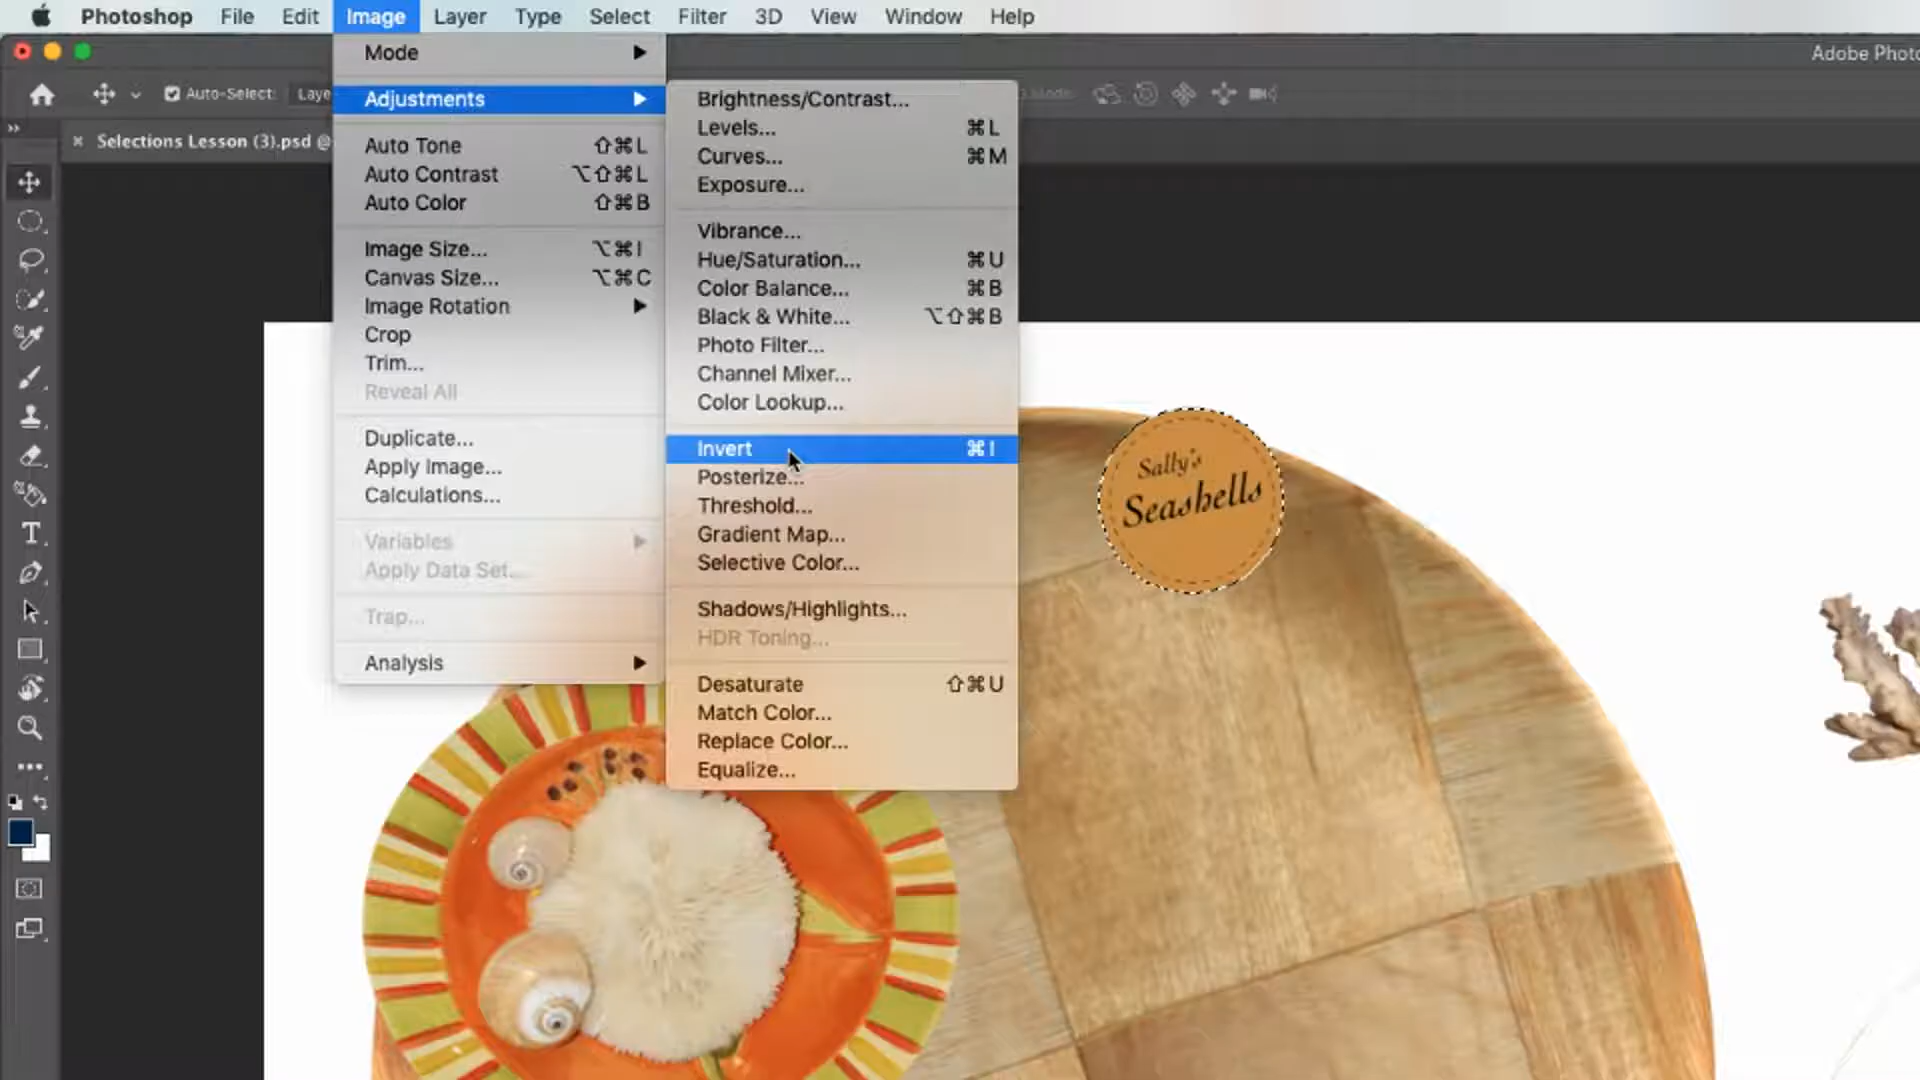 Photoshop File Edit Image Layer Type Select Filter 3D View Window Help
Adobe Photo
Auto-Select: Laye
Selections Lesson (3).psd @
Mode
Adjustments
Auto Tone ⇧⌘L
Auto Contrast ⌥⇧⌘L
Auto Color ⇧⌘B
Image Size... ⌥⌘I
Canvas Size... ⌥⌘C
Image Rotation
Crop
Trim...
Reveal All
Duplicate...
Apply Image...
Calculations...
Variables
Apply Data Set...
Trap...
Analysis
Brightness/Contrast...
Levels... ⌘L
Curves... ⌘M
Exposure...
Vibrance...
Hue/Saturation... ⌘U
Color Balance... ⌘B
Black & White... ⌥⇧⌘B
Photo Filter...
Channel Mixer...
Color Lookup...
Invert ⌘I
Posterize...
Threshold...
Gradient Map...
Selective Color...
Shadows/Highlights...
HDR Toning...
Desaturate ⇧⌘U
Match Color...
Replace Color...
Equalize...
Sally's
Seashells